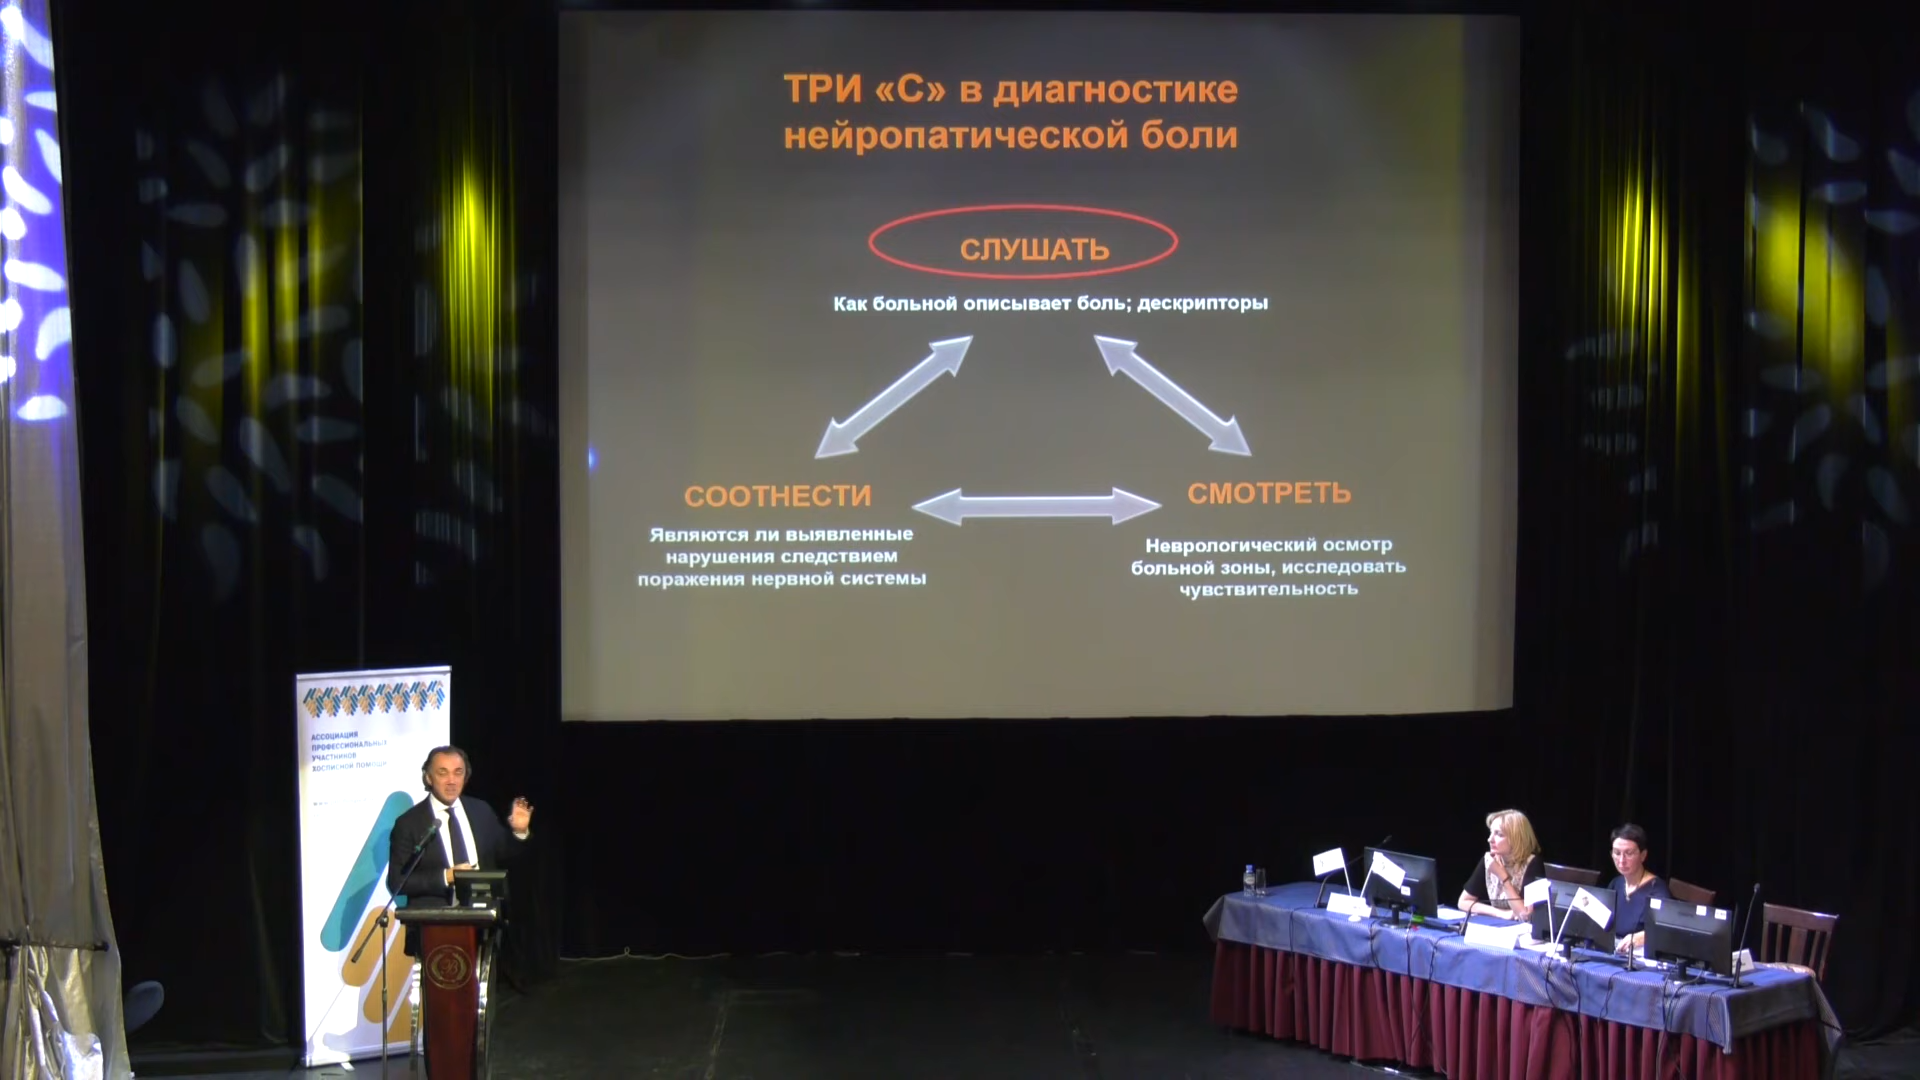 ТРИ «С» в диагностике
нейропатической боли
СЛУШАТЬ
Как больной описывает боль; дескрипторы
СООТНЕСТИ
Являются ли выявленные
нарушения следствием
поражения нервной системы
СМОТРЕТЬ
Неврологический осмотр
больной зоны, исследовать
чувствительность
АССОЦИАЦИЯ
ПРОФЕССИОНАЛЬНЫХ
УЧАСТНИКОВ
ХОСПИСНОЙ ПОМОЩИ